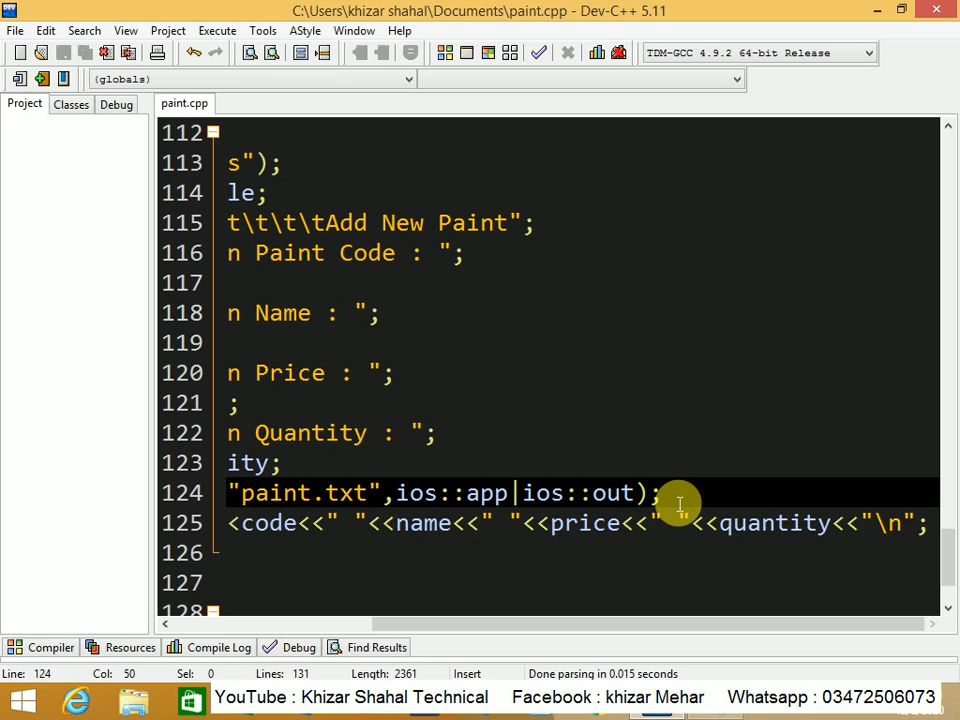 C:\Users\khizar shahal\Documents\paint.cpp - Dev-C++ 5.11
File Edit Search View Project Execute Tools AStyle Window Help
TDM-GCC 4.9.2 64-bit Release
(globals)
Project Classes Debug paint.cpp
112
113 s");
114 le;
115 t\t\t\tAdd New Paint";
116 n Paint Code : ";
117
118 n Name : ";
119
120 n Price : ";
121 ;
122 n Quantity : ";
123 ity;
124 "paint.txt",ios::app|ios::out);
125 <code<<" "<<name<<" "<<price<<" "<<quantity<<"\n";
126
127
128
Compiler Resources Compile Log Debug Find Results
Line: 124 Col: 50 Sel: 0 Lines: 131 Length: 2361 Insert Done parsing in 0.015 seconds
YouTube : Khizar Shahal Technical Facebook : khizar Mehar Whatsapp : 03472506073